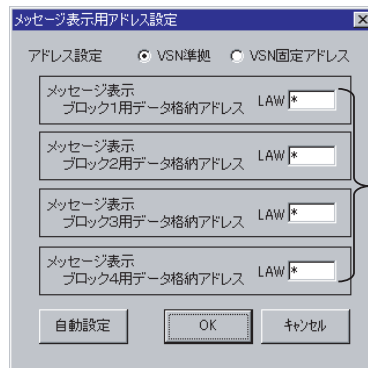 メッセージ表示用アドレス設定
アドレス設定 VSN準拠 VSN固定アドレス
メッセージ表示
ブロック1用データ格納アドレス LAW *
メッセージ表示
ブロック2用データ格納アドレス LAW *
メッセージ表示
ブロック3用データ格納アドレス LAW *
メッセージ表示
ブロック4用データ格納アドレス LAW *
自動設定 OK キャンセル